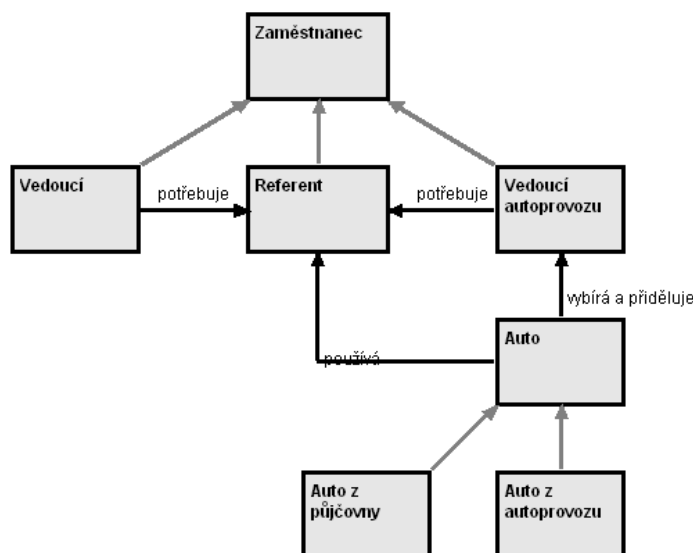 Zaměstnanec
Vedoucí
potřebuje
Referent
potřebuje
Vedoucí
autoprovozu
vybírá a přiděluje
Auto
používá
Auto z
půjčovny
Auto z
autoprovozu